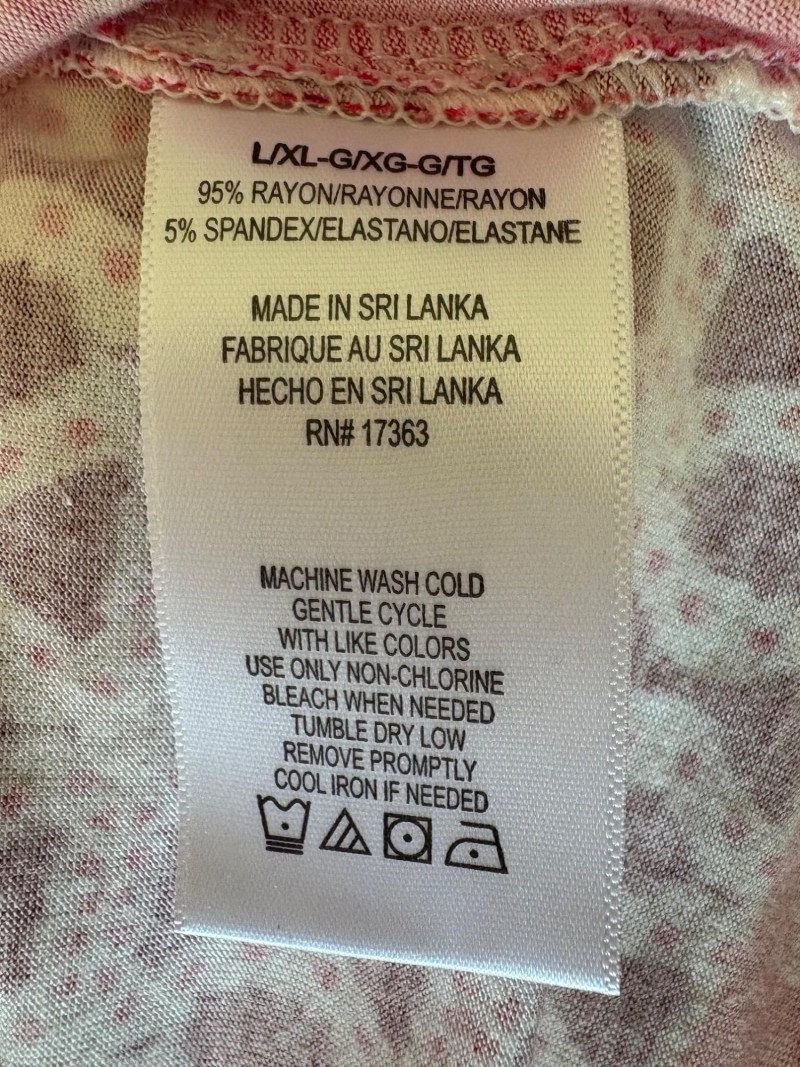 L/XL-G/XG-G/TG
95% RAYON/RAYONNE/RAYON
5% SPANDEX/ELASTANO/ELASTANE
MADE IN SRI LANKA
FABRIQUE AU SRI LANKA
HECHO EN SRI LANKA
RN# 17363
MACHINE WASH COLD
GENTLE CYCLE
WITH LIKE COLORS
USE ONLY NON-CHLORINE
BLEACH WHEN NEEDED
TUMBLE DRY LOW
REMOVE PROMPTLY
COOL IRON IF NEEDED